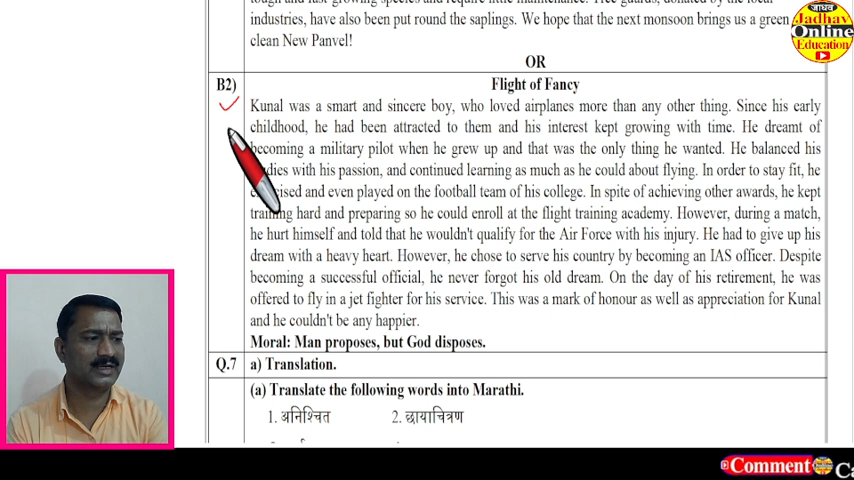 industries, have also been put round the saplings. We hope that the next monsoon brings us a green
clean New Panvel!
OR
B2)
Flight of Fancy
Kunal was a smart and sincere boy, who loved airplanes more than any other thing. Since his early
childhood, he had been attracted to them and his interest kept growing with time. He dreamt of
becoming a military pilot when he grew up and that was the only thing he wanted. He balanced his
with his passion, and continued learning as much as he could about flying. In order to stay fit, he
and even played on the football team of his college. In spite of achieving other awards, he kept
training hard and preparing so he could enroll at the flight training academy. However, during a match,
he hurt himself and told that he wouldn't qualify for the Air Force with his injury. He had to give up his
dream with a heavy heart. However, he chose to serve his country by becoming an IAS officer. Despite
becoming a successful official, he never forgot his old dream. On the day of his retirement, he was
offered to fly in a jet fighter for his service. This was a mark of honour as well as appreciation for Kunal
and he couldn't be any happier.
Moral: Man proposes, but God disposes.
Q.7 a) Translation.
(a) Translate the following words into Marathi.
1. अनिश्चित 2. छायाचित्रण
जाधव
Jadhav
Online
Education
Comment